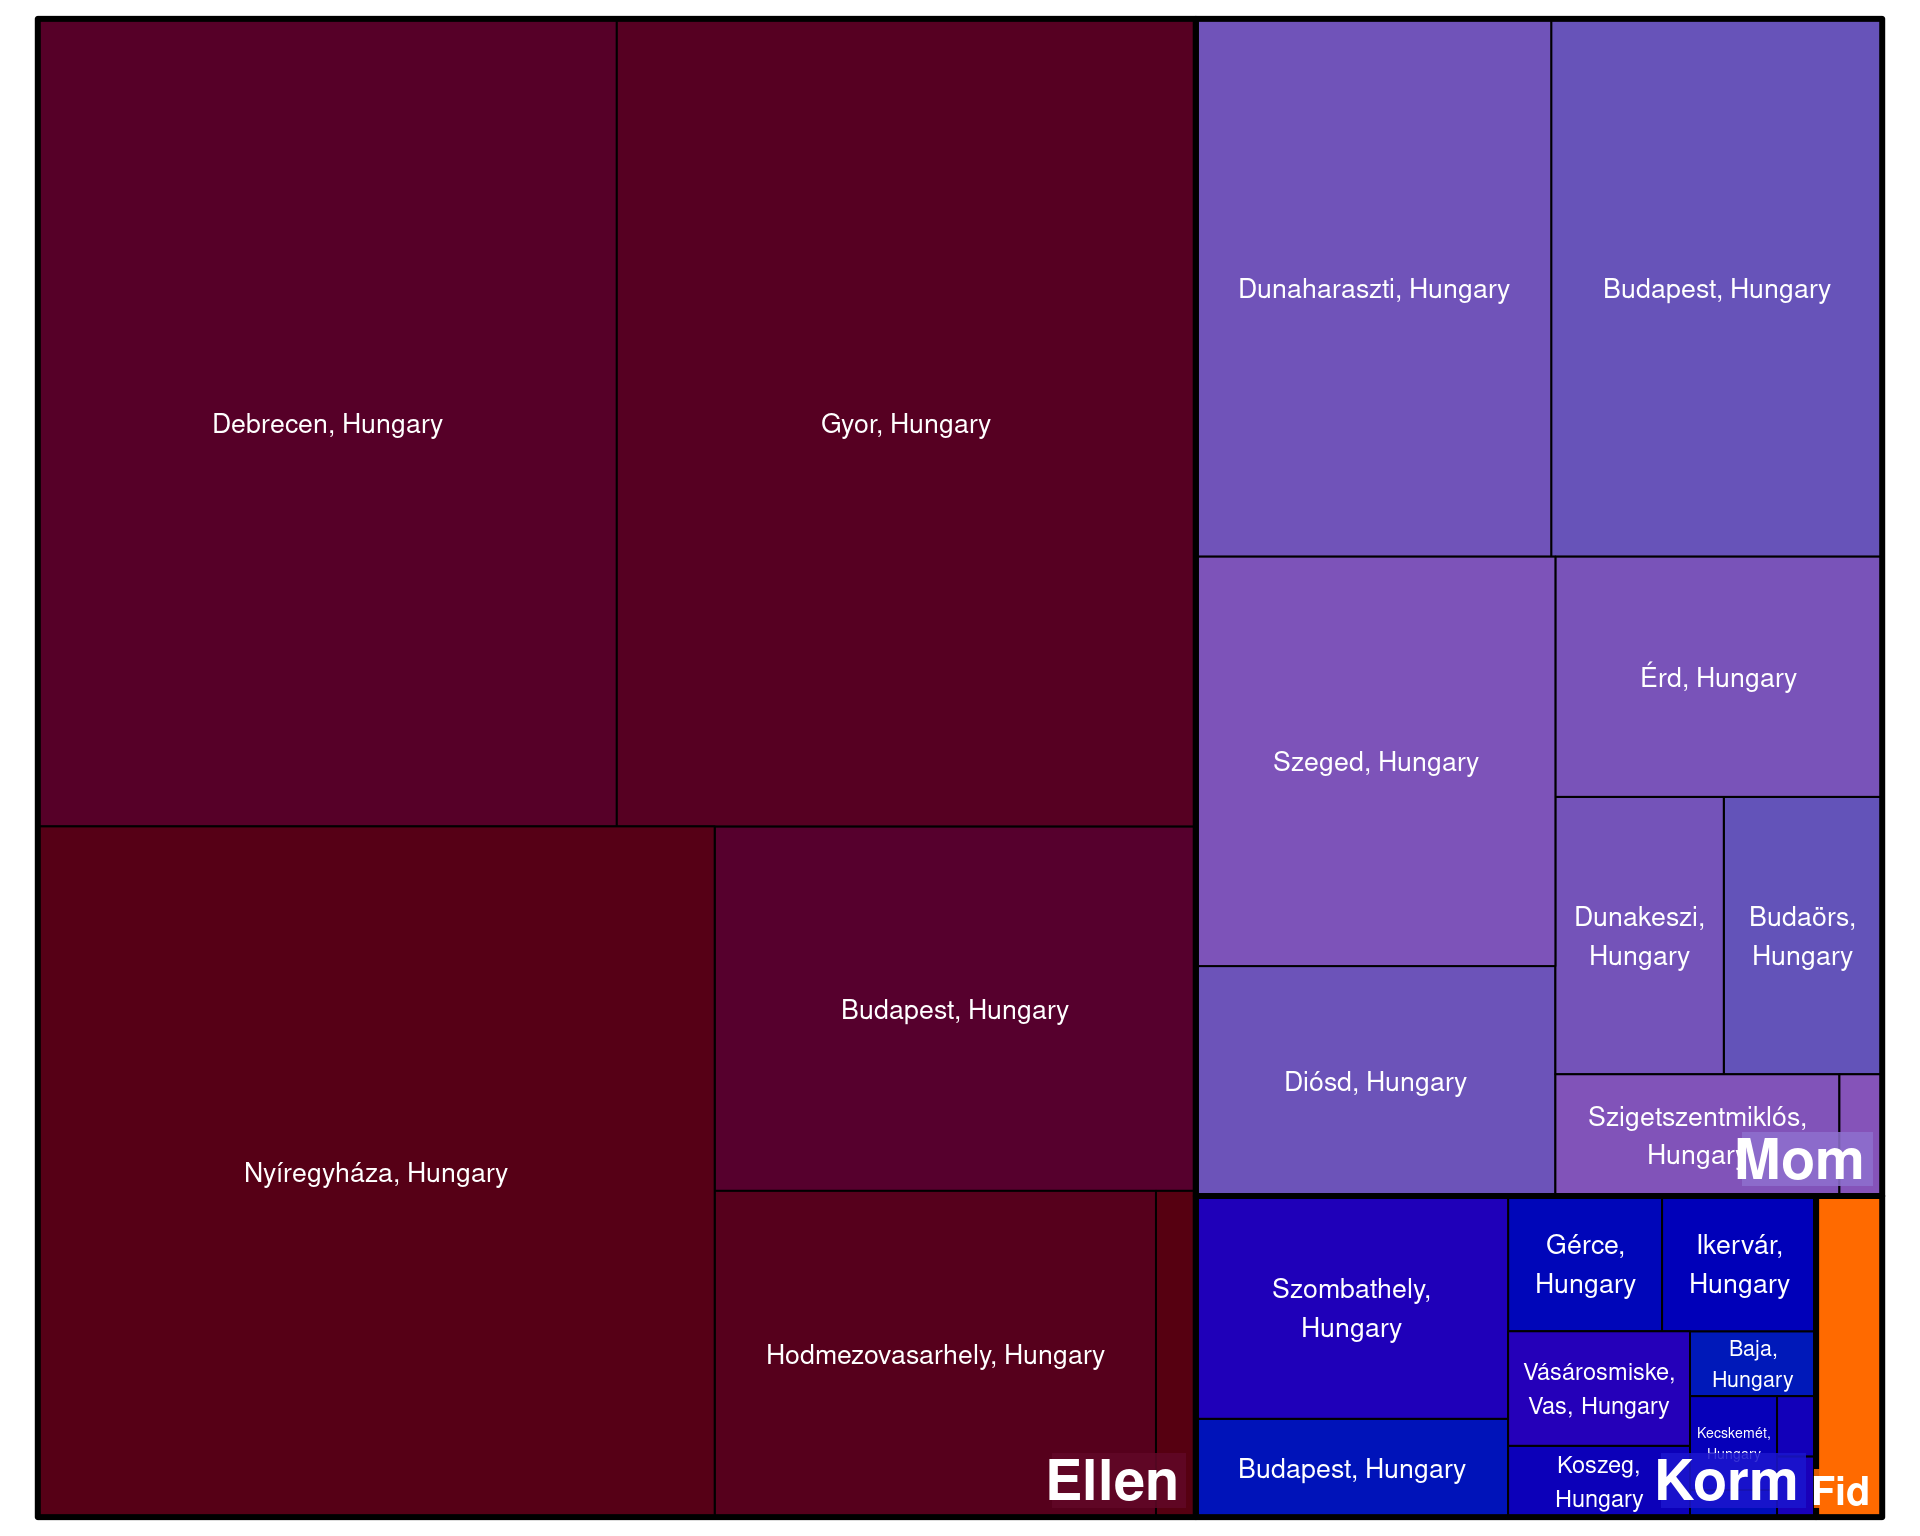 Debrecen, Hungary
Gyor, Hungary
Nyíregyháza, Hungary
Budapest, Hungary
Hodmezovasarhely, Hungary
Ellen
Dunaharaszti, Hungary
Budapest, Hungary
Szeged, Hungary
Érd, Hungary
Diósd, Hungary
Dunakeszi,
Hungary
Budaörs,
Hungary
Szigetszentmiklós,
Hungary
Mom
Szombathely,
Hungary
Budapest, Hungary
Gérce,
Hungary
Ikervár,
Hungary
Vásárosmiske,
Vas, Hungary
Baja,
Hungary
Kecskemét,
Hungary
Koszeg,
Hungary
Korm
Fid